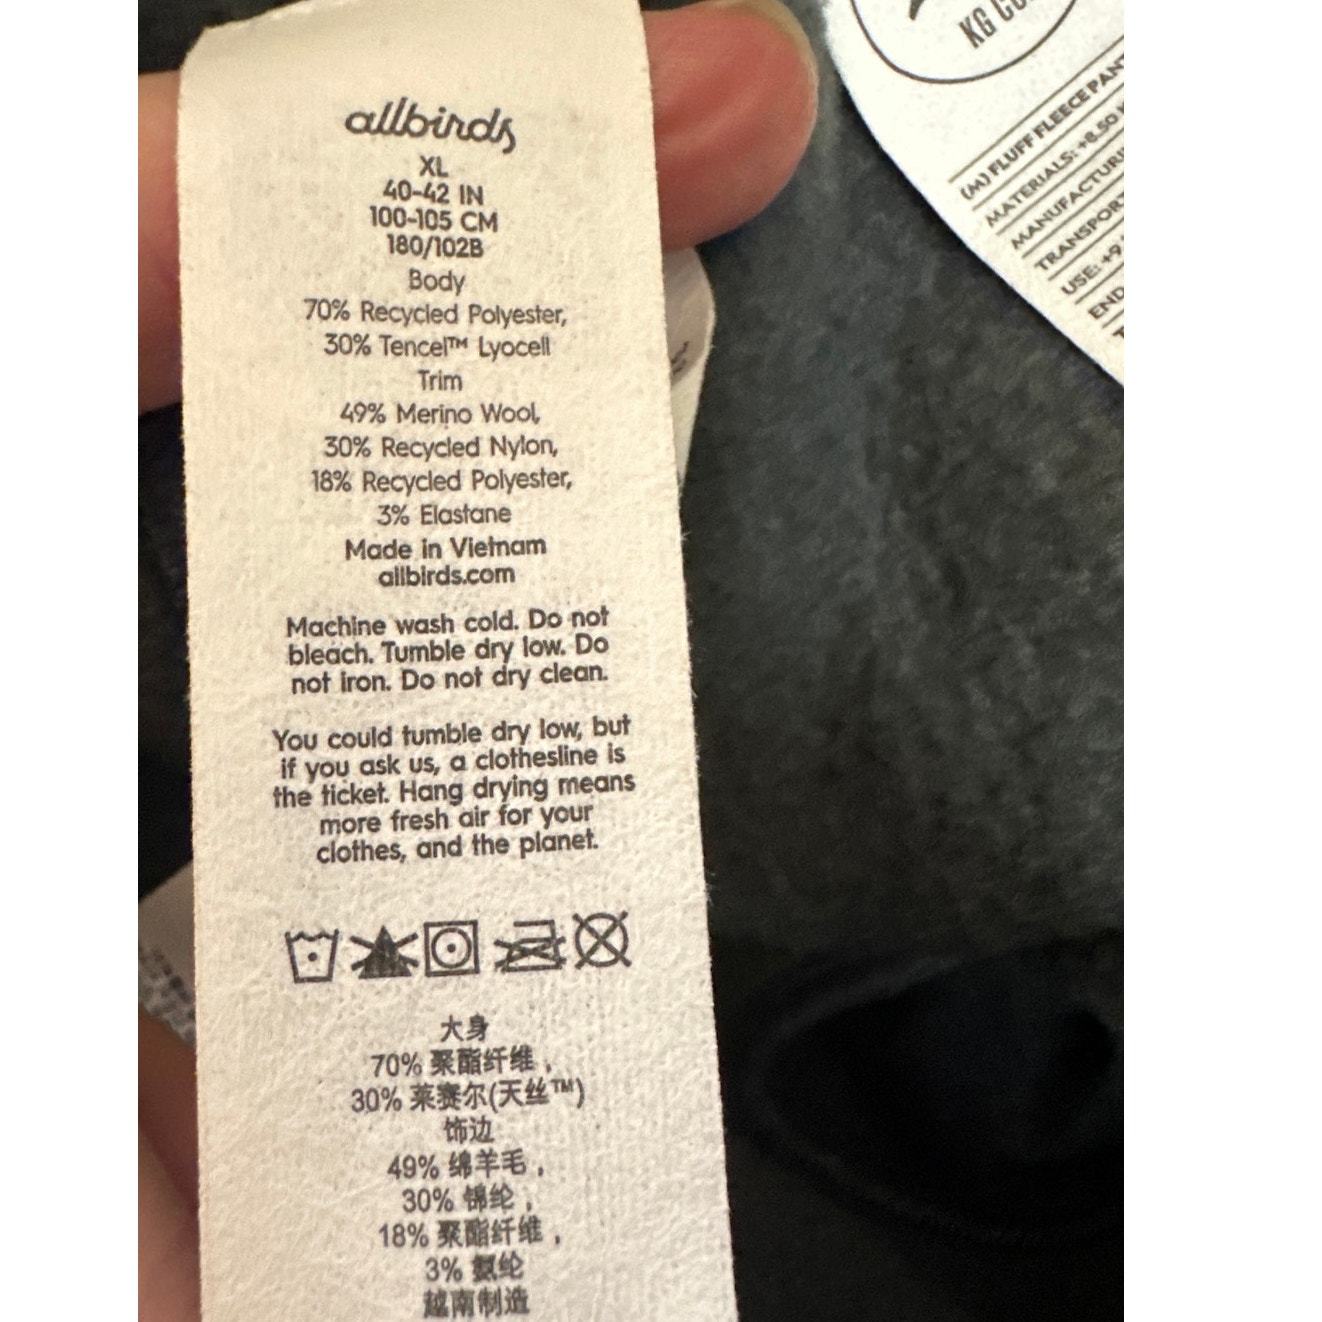 allbirds
XL
40-42 IN
100-105 CM
180/102B
Body
70% Recycled Polyester,
30% Tencel™ Lyocell
Trim
49% Merino Wool,
30% Recycled Nylon,
18% Recycled Polyester,
3% Elastane
Made in Vietnam
allbirds.com
Machine wash cold. Do not
bleach. Tumble dry low. Do
not iron. Do not dry clean.
You could tumble dry low, but
if you ask us, a clothesline is
the ticket. Hang drying means
more fresh air for your
clothes, and the planet.
大身
70% 聚酯纤维，
30% 莱赛尔(天丝™)
饰边
49% 绵羊毛，
30% 锦纶，
18% 聚酯纤维，
3% 氨纶
越南制造
KG
(M) FLUFF FLEECE PANT
MATERIALS: +8.50
MANUFACTURI
TRANSPORT
USE: +9
END